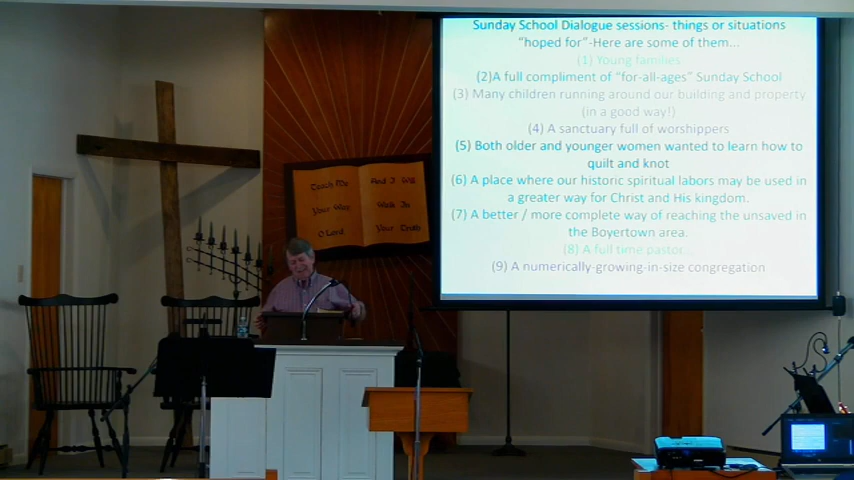 Sunday School Dialogue sessions- things or situations
"hoped for"-Here are some of them...
(1) Young families
(2)A full compliment of "for-all-ages" Sunday School
(3) Many children running around our building and property
(in a good way!)
(4) A sanctuary full of worshippers
(5) Both older and younger women wanted to learn how to
quilt and knot
(6) A place where our historic spiritual labors may be used in
a greater way for Christ and His kingdom.
(7) A better / more complete way of reaching the unsaved in
the Boyertown area.
(8) A full time pastor..
(9) A numerically-growing-in-size congregation
Teach Me
Your Way
O Lord
And I Will
Walk In
Your Truth